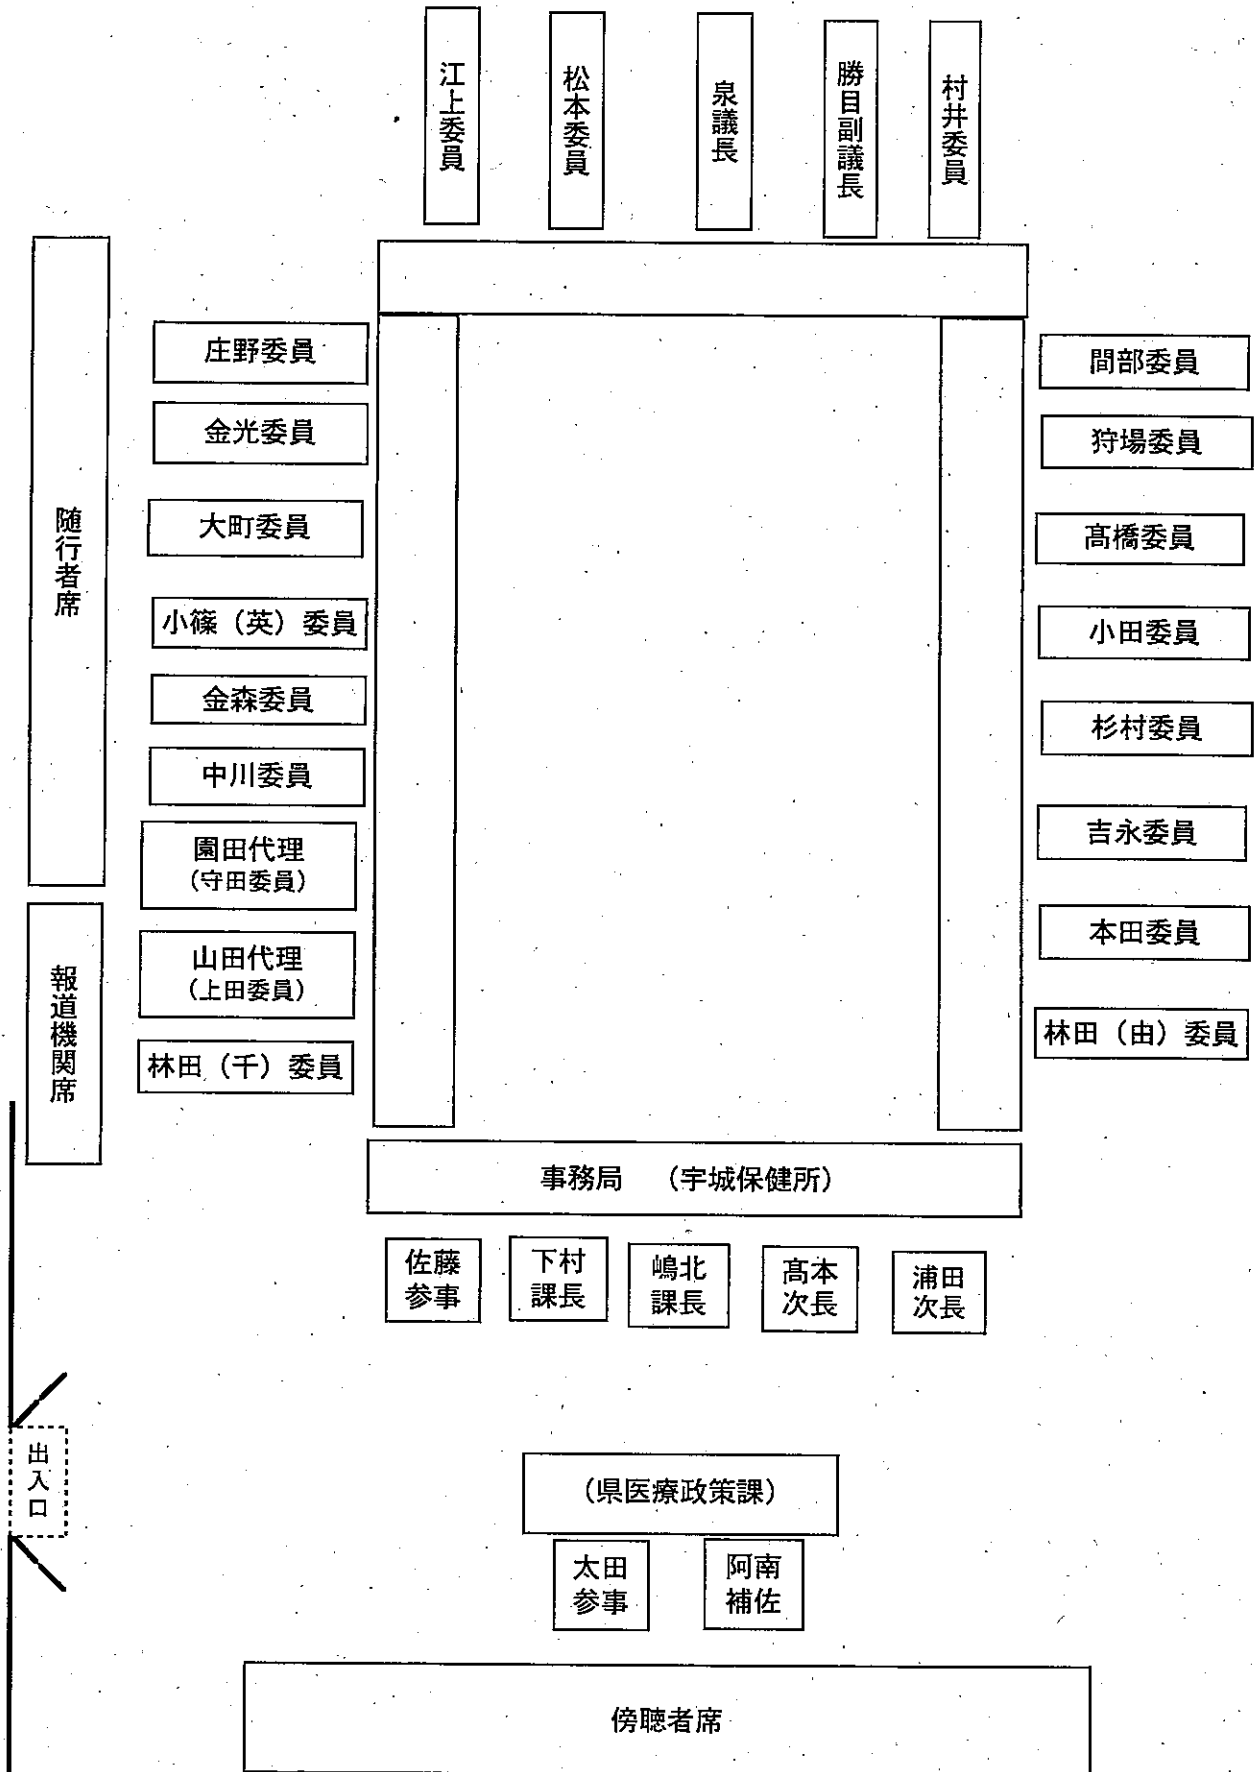 江上委員
松本委員
泉議長
勝目副議長
村井委員
随行者席
報道機関席
庄野委員
金光委員
大町委員
小篠（英）委員
金森委員
中川委員
園田代理
（守田委員）
山田代理
（上田委員）
林田（千）委員
間部委員
狩場委員
髙橋委員
小田委員
杉村委員
吉永委員
本田委員
林田（由）委員
事務局　（宇城保健所）
佐藤
参事
下村
課長
嶋北
課長
髙本
次長
浦田
次長
出入口
（県医療政策課）
太田
参事
阿南
補佐
傍聴者席